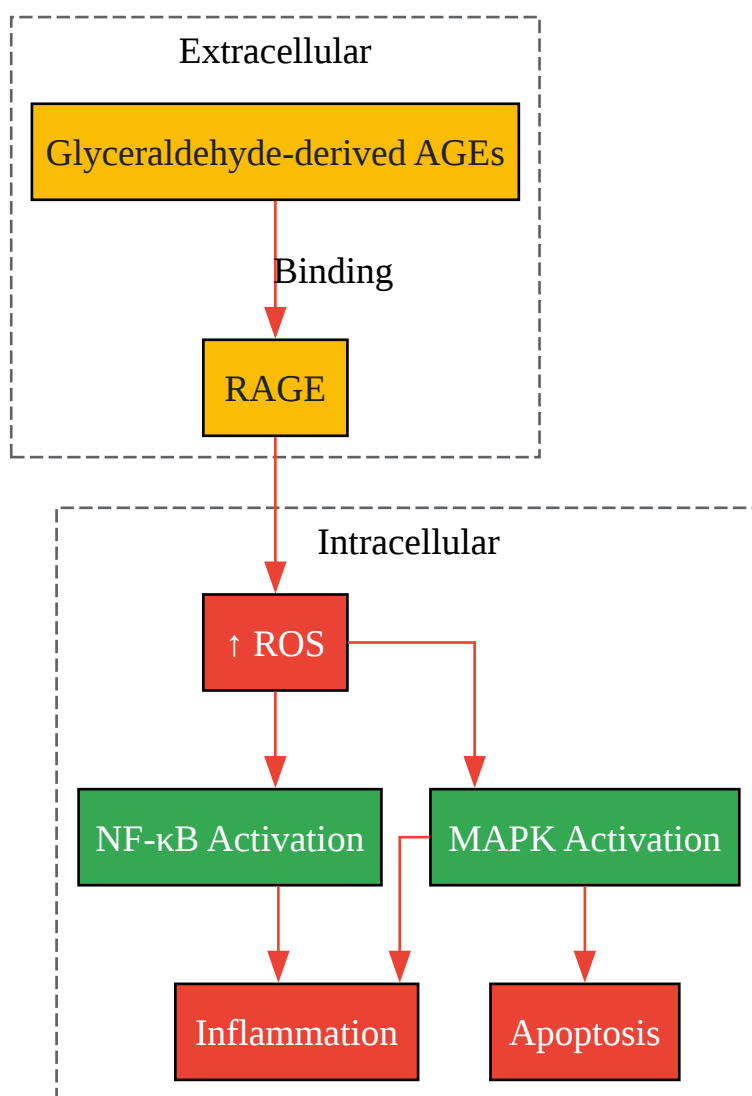 Extracellular
Glyceraldehyde-derived AGEs
Binding
RAGE
Intracellular
↑ ROS
NF-κB Activation
MAPK Activation
Inflammation
Apoptosis